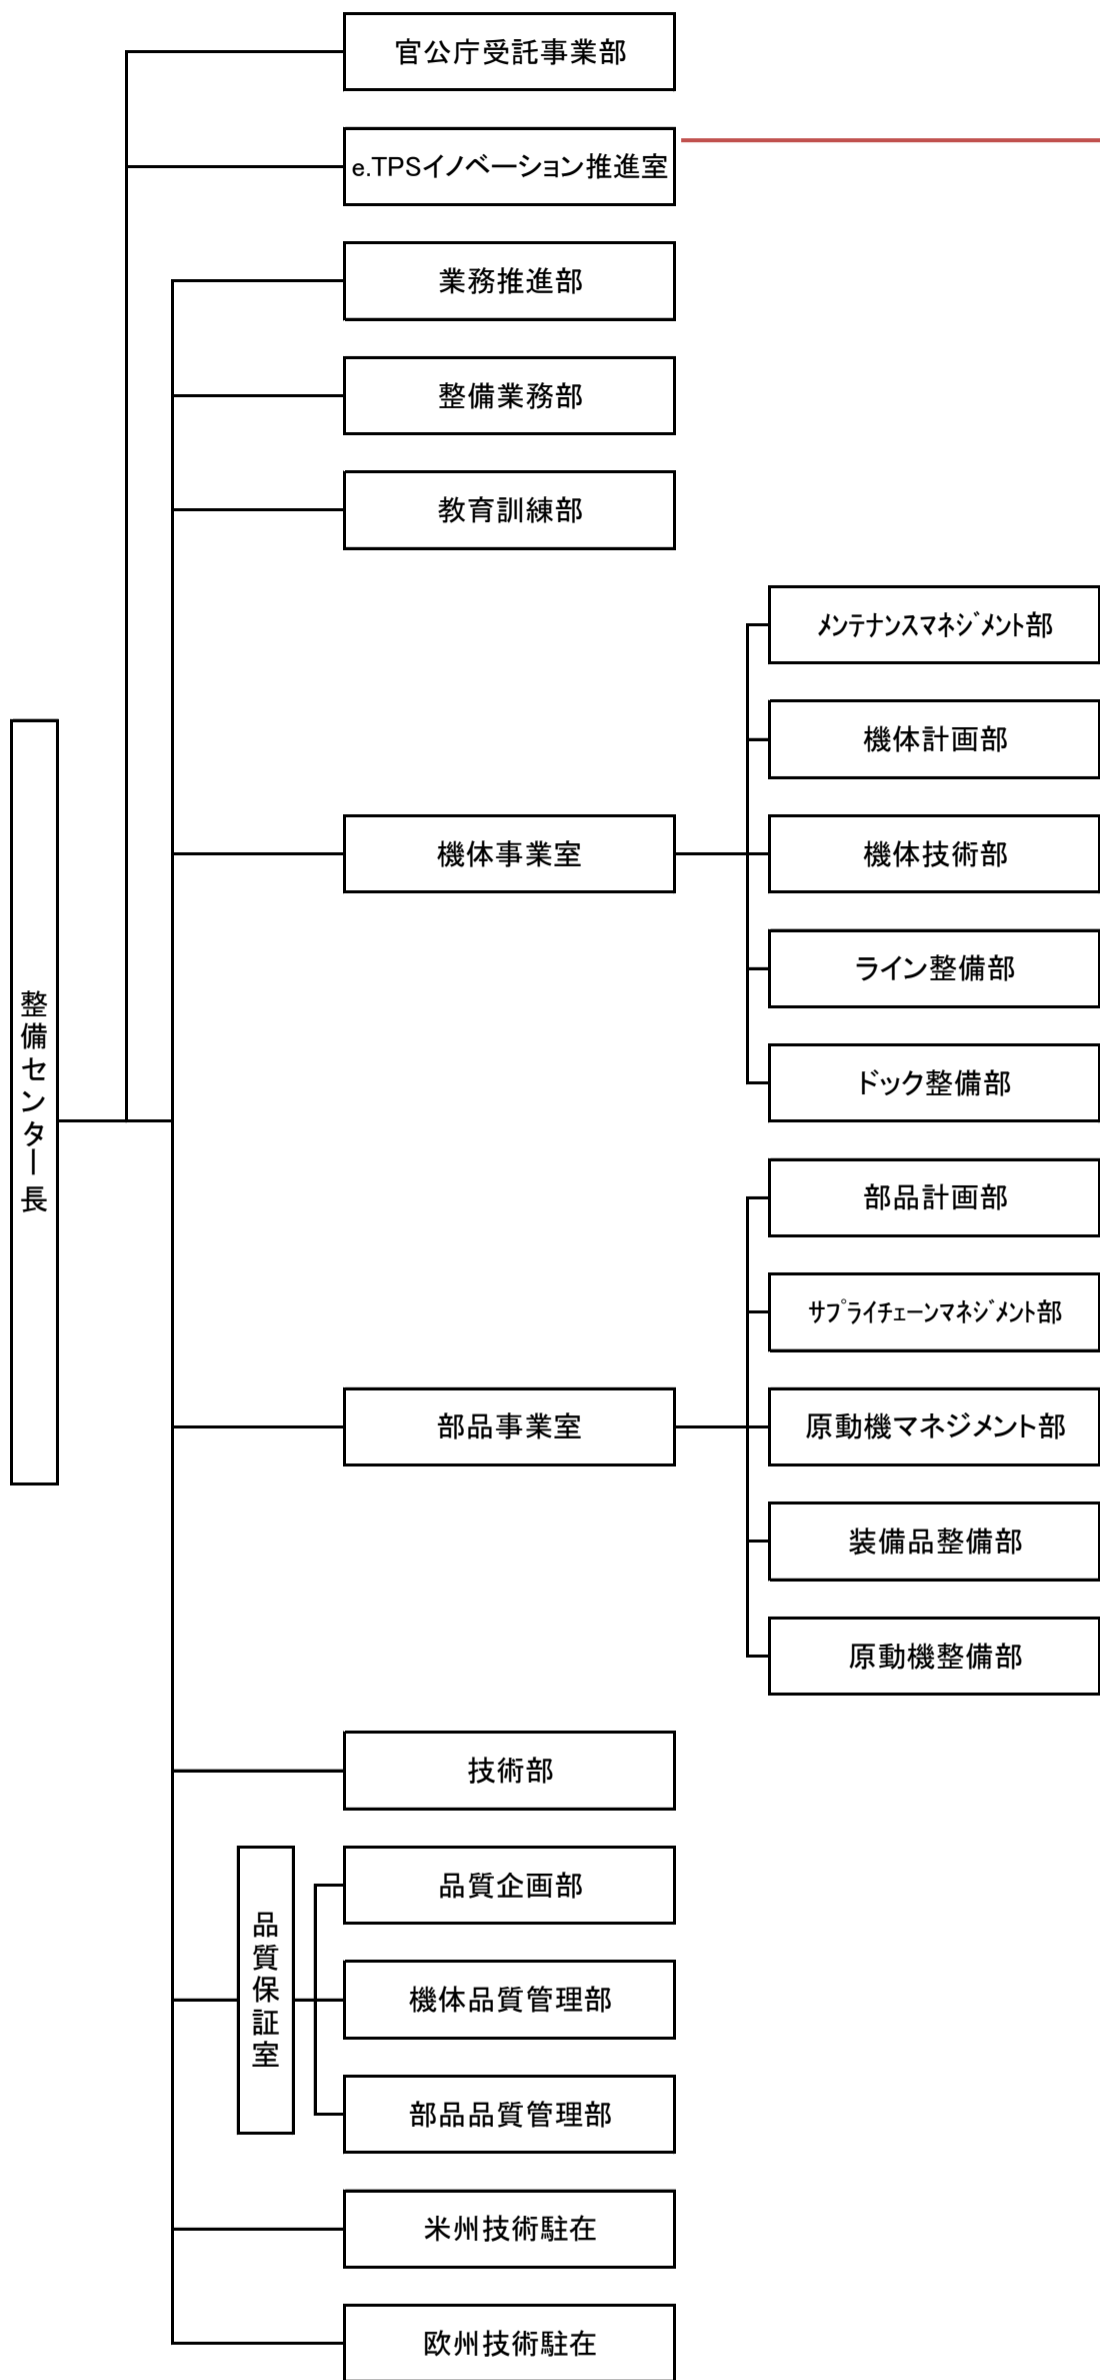 官公庁受託事業部
e.TPSイノベーション推進室
業務推進部
整備業務部
教育訓練部
メンテナンスマネジメント部
機体計画部
機体事業室
機体技術部
ライン整備部
ドック整備部
整備センター長
部品計画部
サプライチェーンマネジメント部
部品事業室
原動機マネジメント部
装備品整備部
原動機整備部
技術部
品質保証室
品質企画部
機体品質管理部
部品品質管理部
米州技術駐在
欧州技術駐在